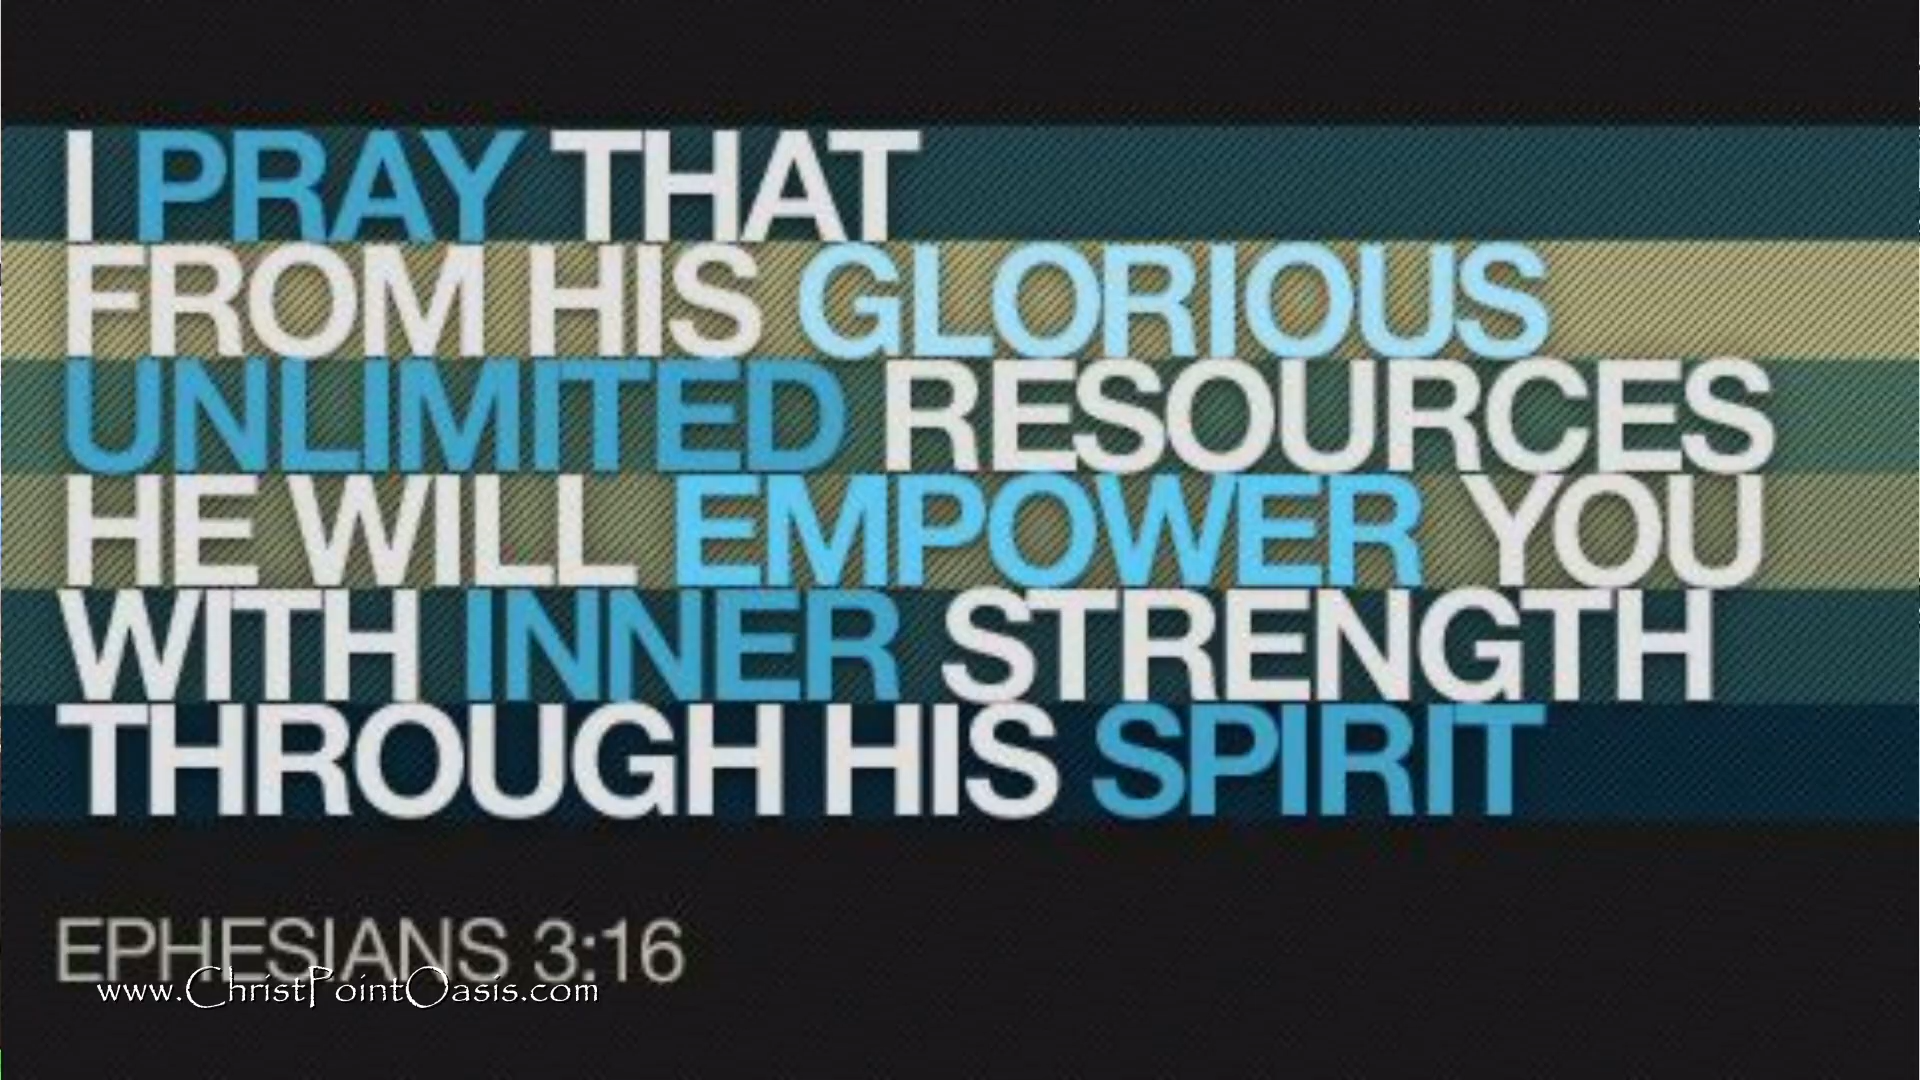 I PRAY THAT
FROM HIS GLORIOUS
UNLIMITED RESOURCES
HE WILL EMPOWER YOU
WITH INNER STRENGTH
THROUGH HIS SPIRIT
EPHESIANS 3:16
www.ChristPointOasis.com